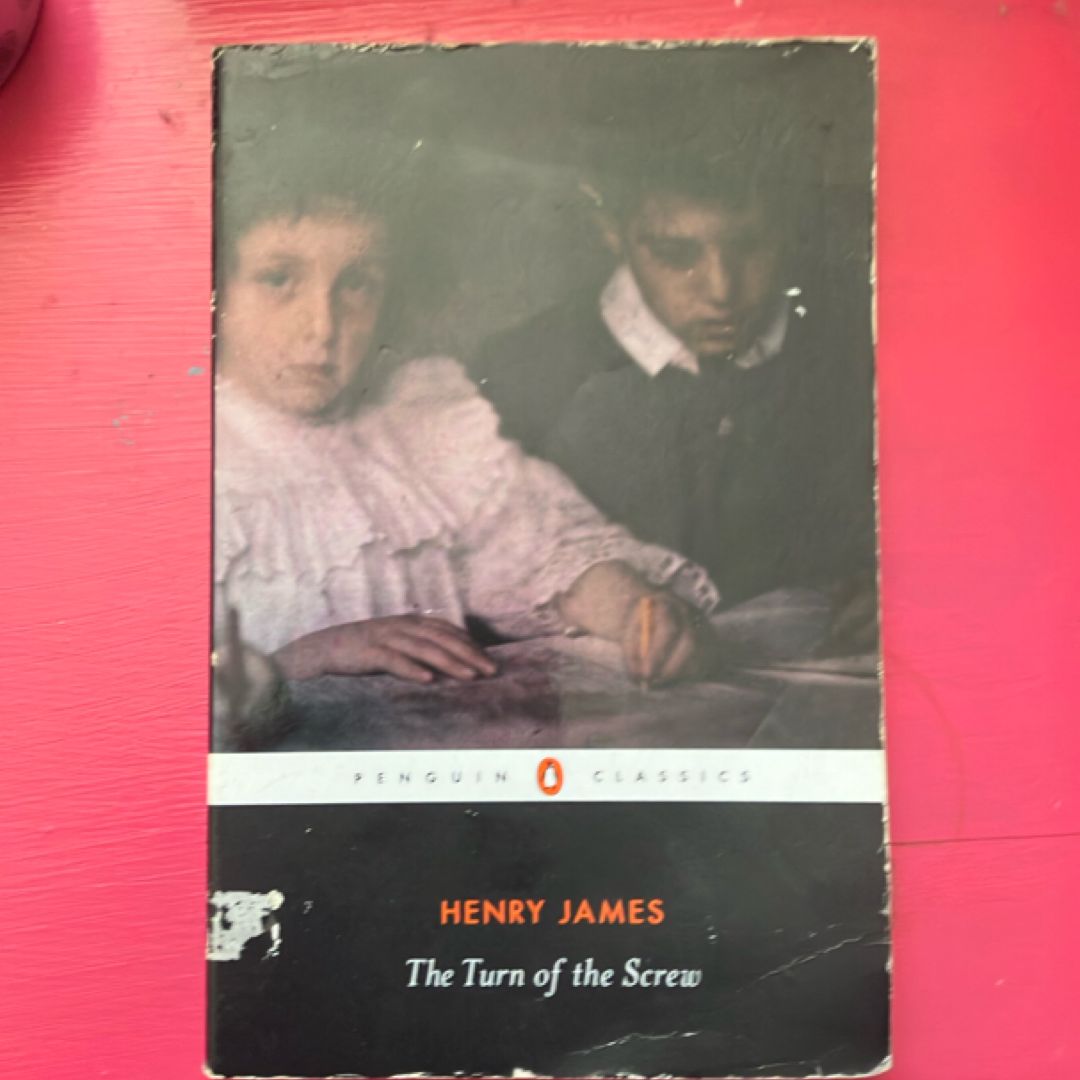 PENGUIN CLASSICS
HENRY JAMES
The Turn of the Screw